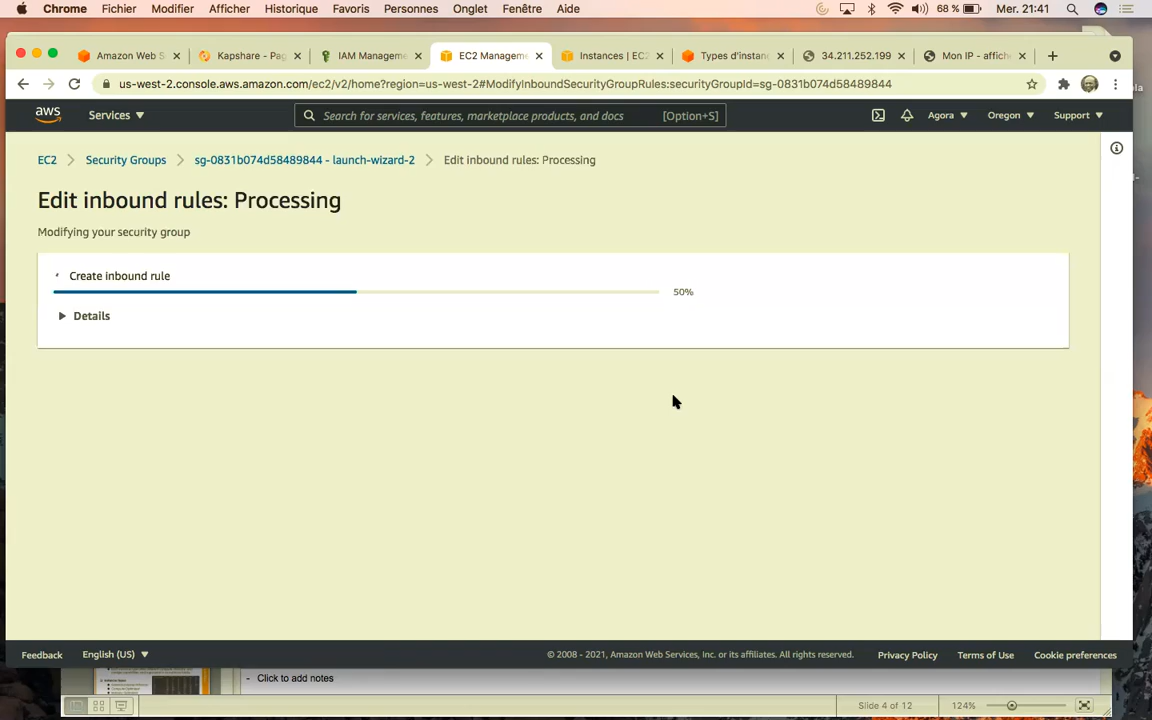 Chrome Fichier Modifier Afficher Historique Favoris Personnes Onglet Fenêtre Aide 68 % Mer. 21:41
Amazon Web S Kapshare - Pag IAM Manageme EC2 Managem Instances | EC2 Types d'instan 34.211.252.199 Mon IP - affiche
us-west-2.console.aws.amazon.com/ec2/v2/home?region=us-west-2#ModifyInboundSecurityGroupRules:securityGroupId=sg-0831b074d58489844
aws Services Search for services, features, marketplace products, and docs [Option+S] Agora Oregon Support
EC2 Security Groups sg-0831b074d58489844 - launch-wizard-2 Edit inbound rules: Processing
Edit inbound rules: Processing
Modifying your security group
Create inbound rule
50%
Details
Feedback English (US) © 2008 - 2021, Amazon Web Services, Inc. or its affiliates. All rights reserved. Privacy Policy Terms of Use Cookie preferences
- Click to add notes
Slide 4 of 12 124%